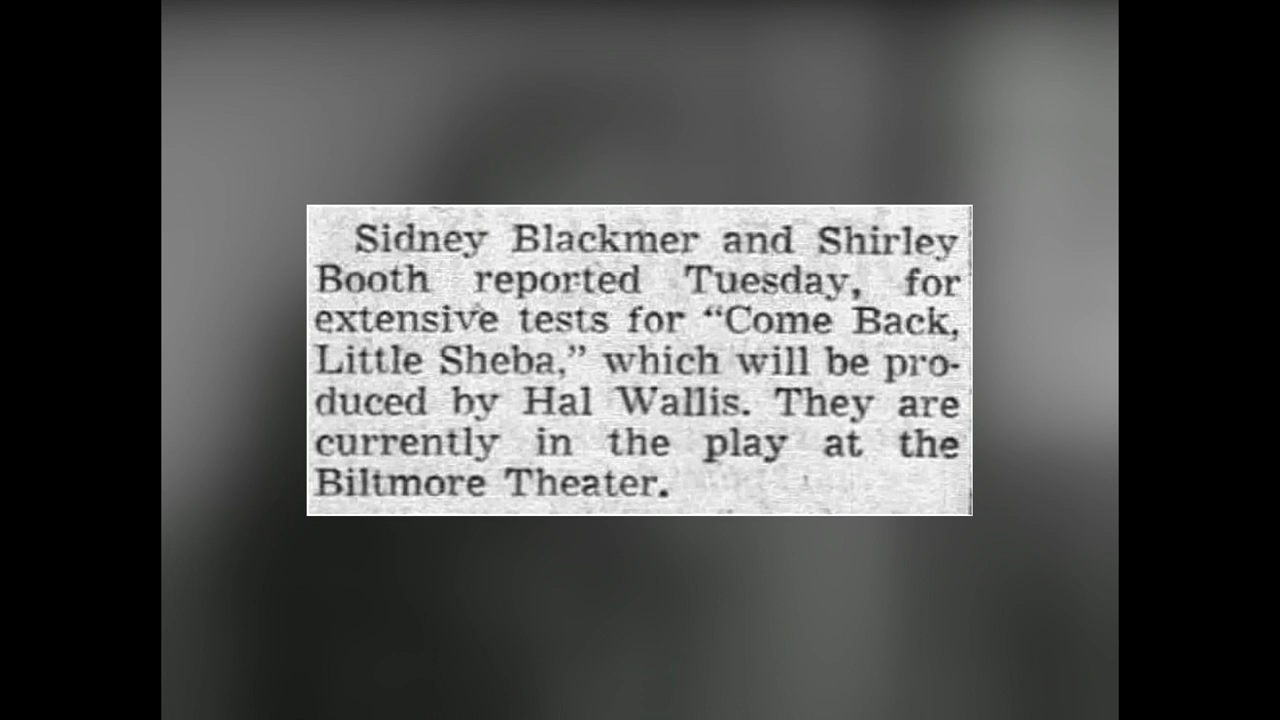 Sidney Blackmer and Shirley
Booth reported Tuesday, for
extensive tests for “Come Back,
Little Sheba,” which will be pro-
duced by Hal Wallis. They are
currently in the play at the
Biltmore Theater.